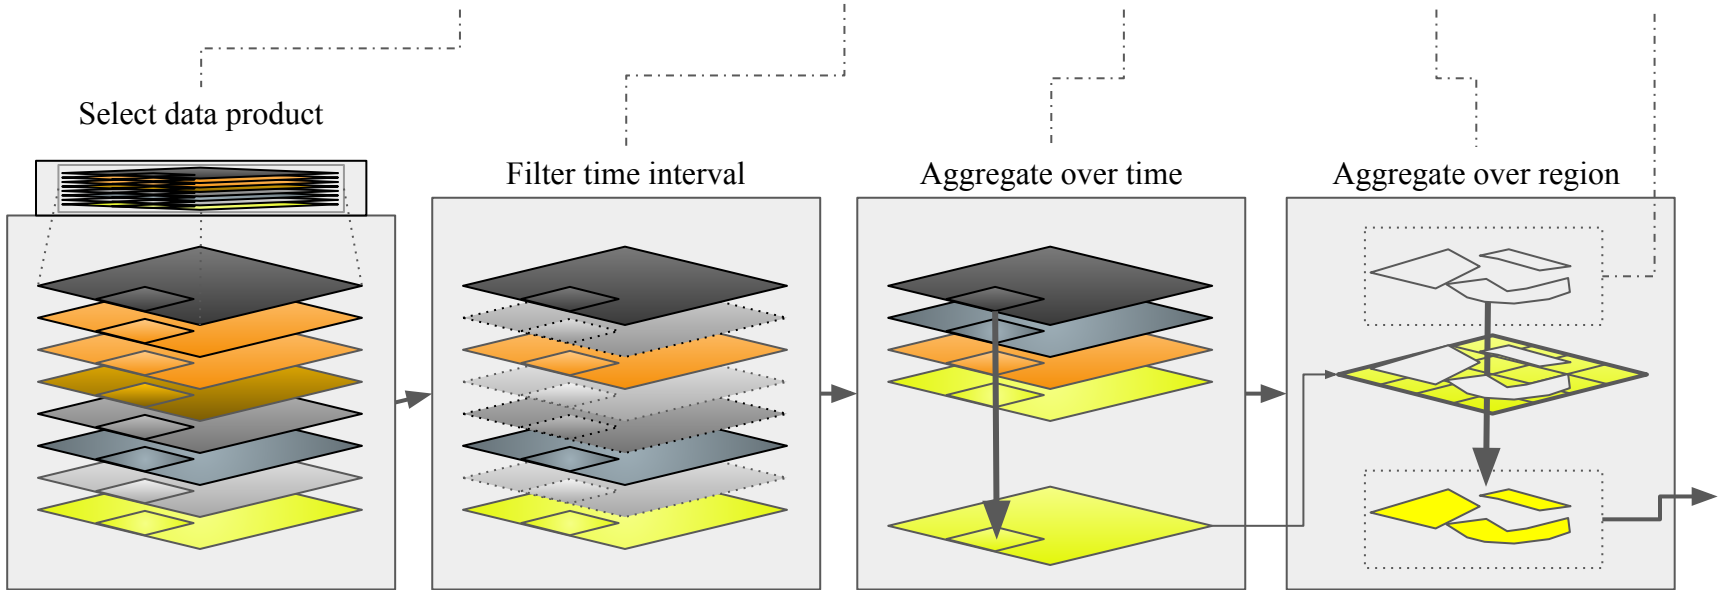 Select data product
Filter time interval
Aggregate over time
Aggregate over region